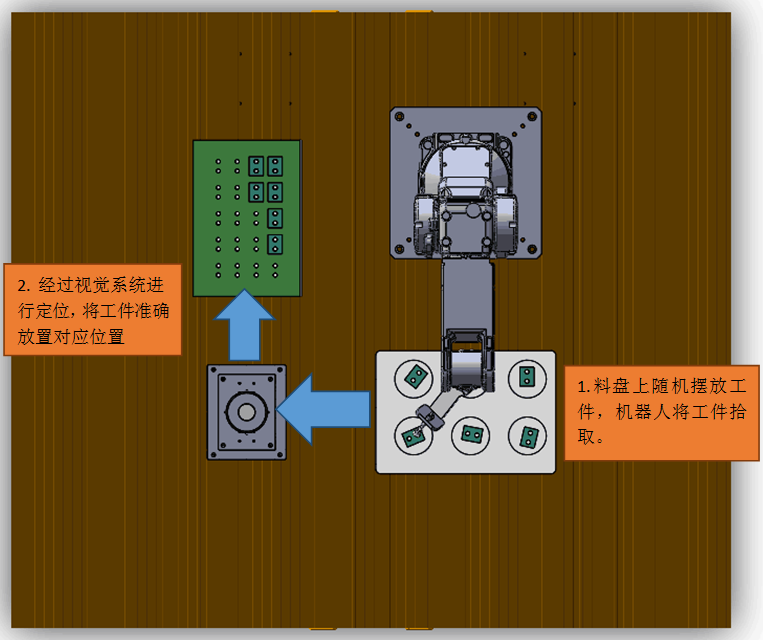 2. 经过视觉系统进
行定位，将工件准确
放置对应位置
1.料盘上随机摆放工
件，机器人将工件拾
取。